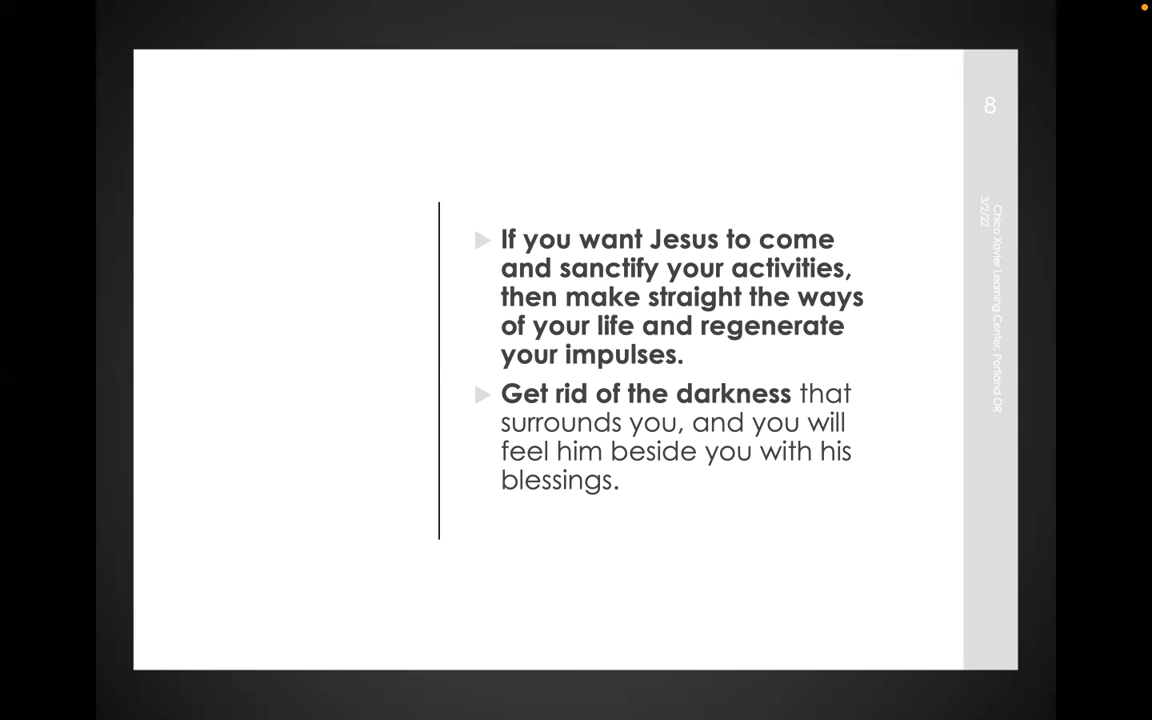 8
3/2/22
Chico Xavier Learning Center, Portland OR
If you want Jesus to come
and sanctify your activities,
then make straight the ways
of your life and regenerate
your impulses.
Get rid of the darkness that
surrounds you, and you will
feel him beside you with his
blessings.